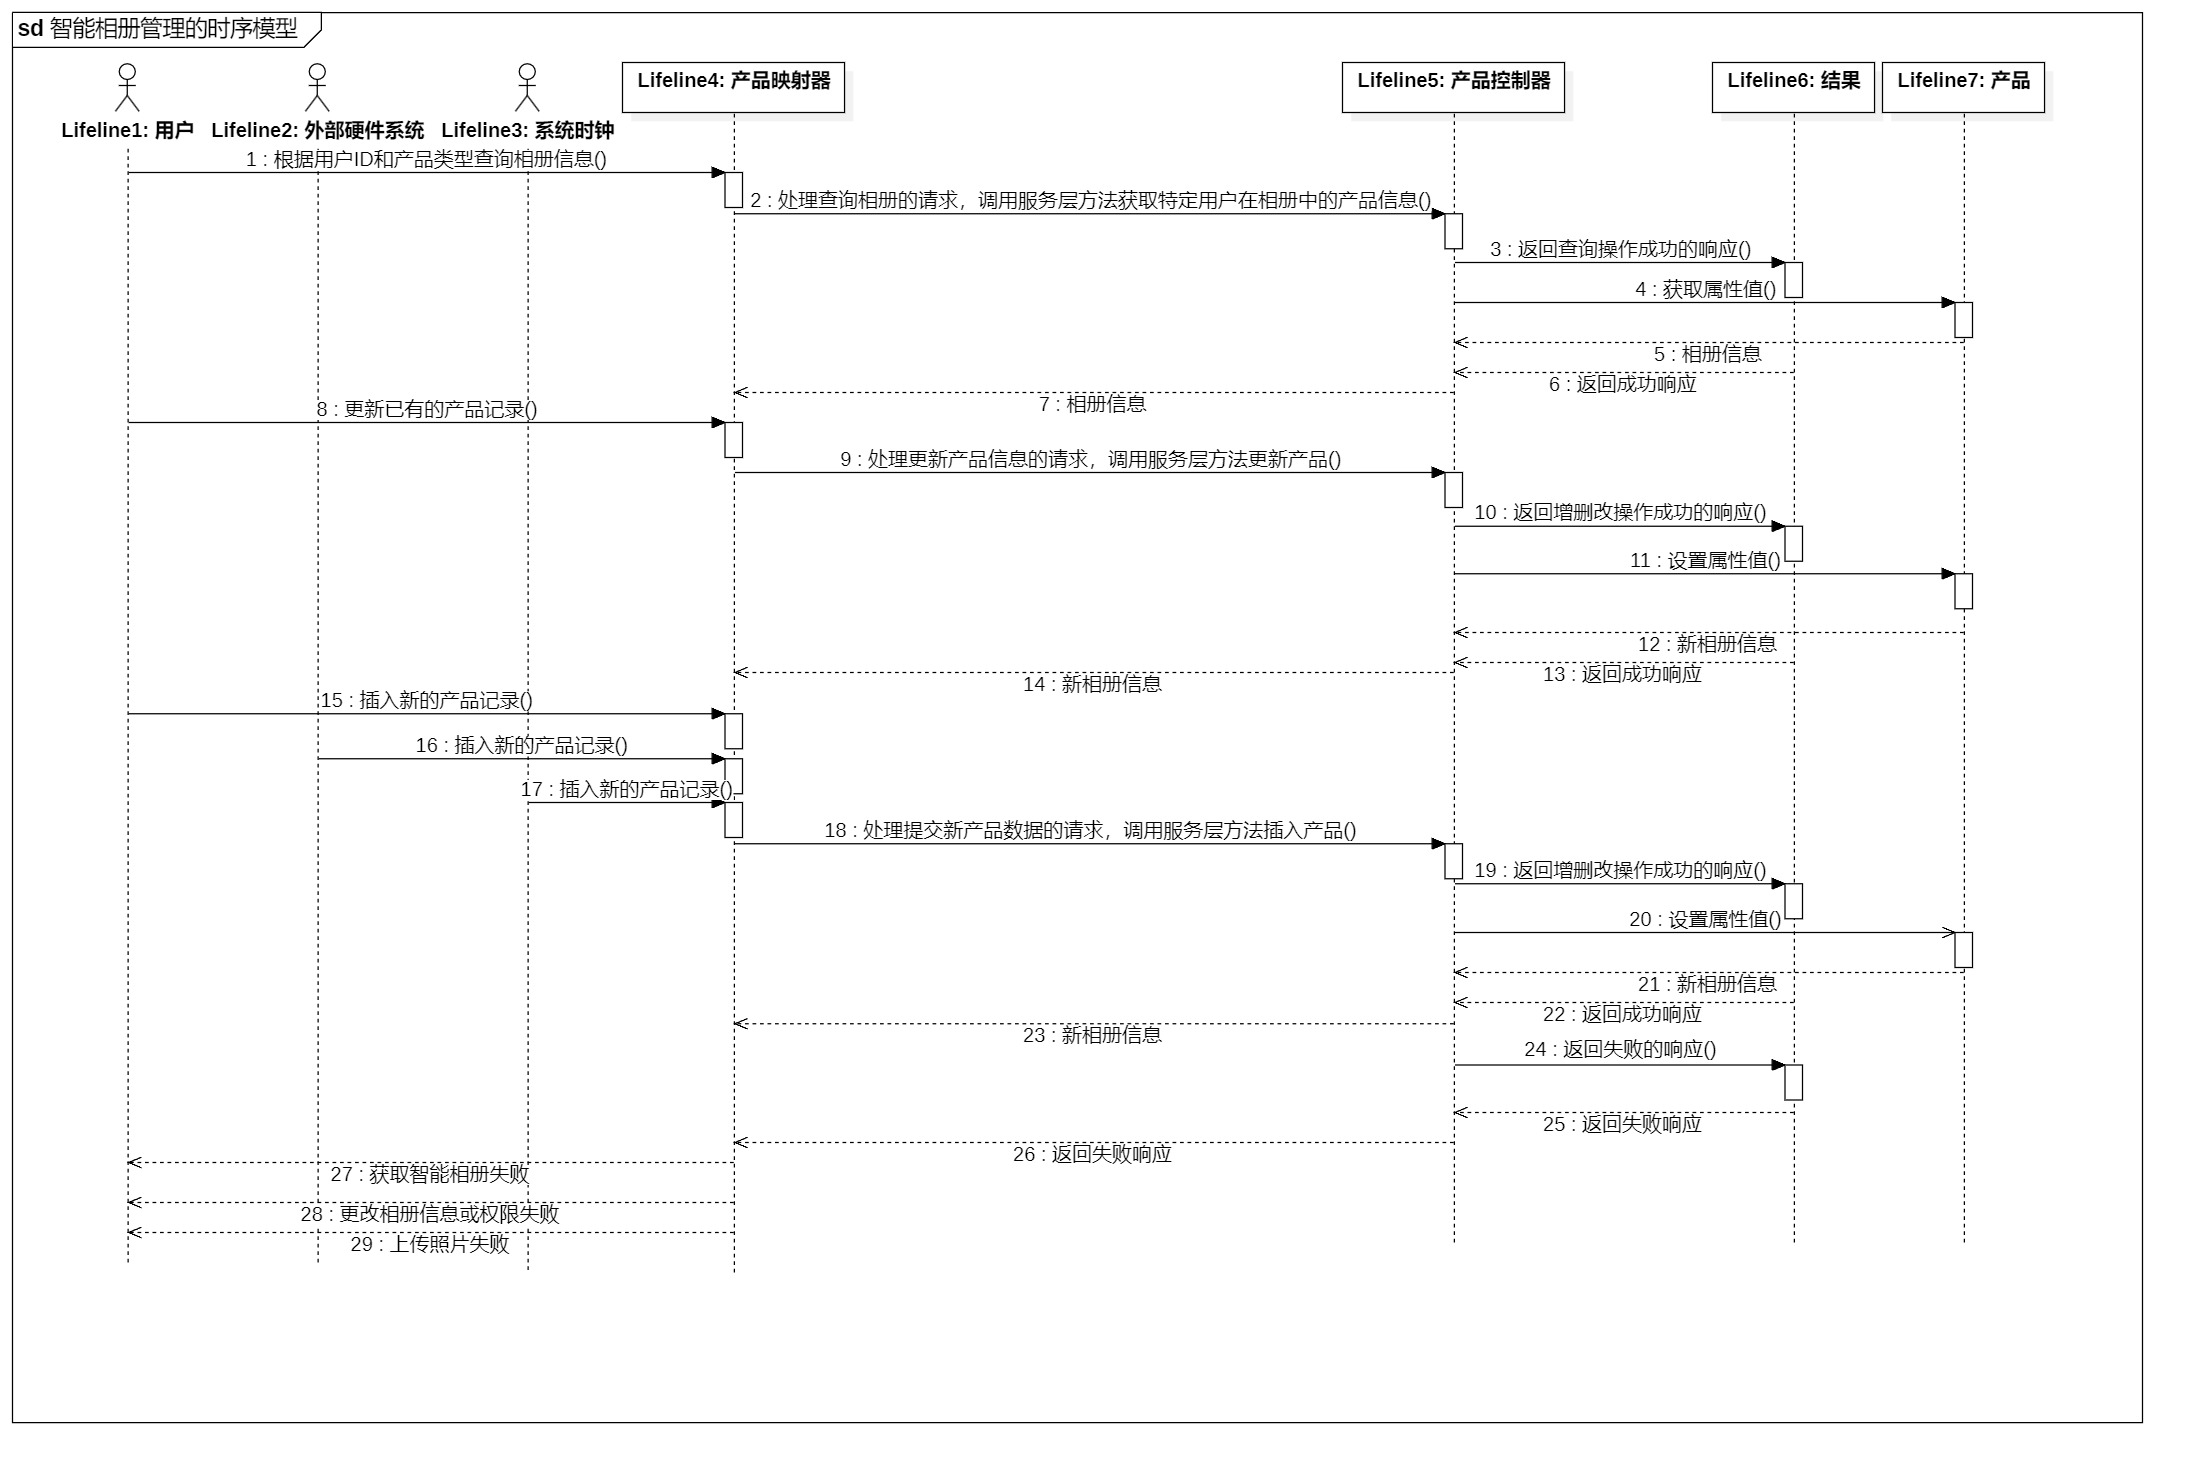 sd 智能相册管理的时序模型
Lifeline1: 用户
Lifeline2: 外部硬件系统
Lifeline3: 系统时钟
Lifeline4: 产品映射器
Lifeline5: 产品控制器
Lifeline6: 结果
Lifeline7: 产品
1 : 根据用户ID和产品类型查询相册信息()
2 : 处理查询相册的请求，调用服务层方法获取特定用户在相册中的产品信息()
3 : 返回查询操作成功的响应()
4 : 获取属性值()
5 : 相册信息
6 : 返回成功响应
7 : 相册信息
8 : 更新已有的产品记录()
9 : 处理更新产品信息的请求，调用服务层方法更新产品()
10 : 返回增删改操作成功的响应()
11 : 设置属性值()
12 : 新相册信息
13 : 返回成功响应
14 : 新相册信息
15 : 插入新的产品记录()
16 : 插入新的产品记录()
17 : 插入新的产品记录()
18 : 处理提交新产品数据的请求，调用服务层方法插入产品()
19 : 返回增删改操作成功的响应()
20 : 设置属性值()
21 : 新相册信息
22 : 返回成功响应
23 : 新相册信息
24 : 返回失败的响应()
25 : 返回失败响应
26 : 返回失败响应
27 : 获取智能相册失败
28 : 更改相册信息或权限失败
29 : 上传照片失败